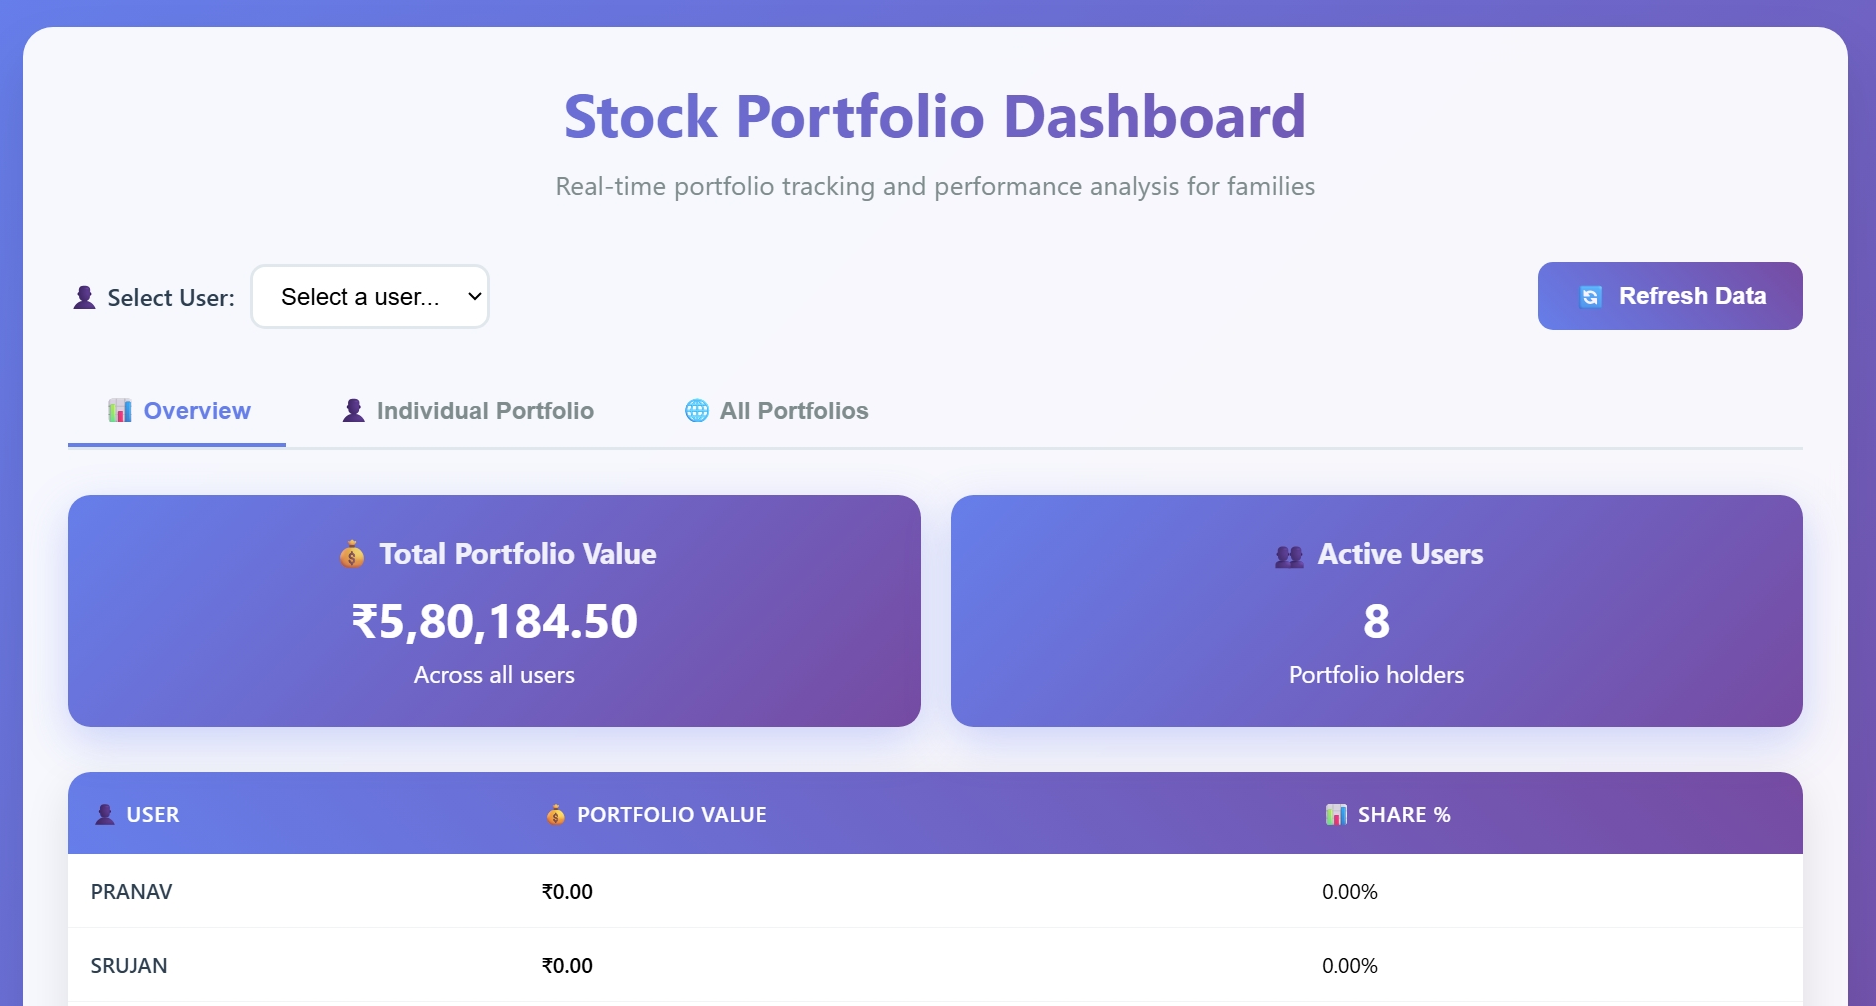 Stock Portfolio Dashboard
Real-time portfolio tracking and performance analysis for families
Select User: Select a user... Refresh Data
Overview Individual Portfolio All Portfolios
Total Portfolio Value
₹5,80,184.50
Across all users
Active Users
8
Portfolio holders
USER PORTFOLIO VALUE SHARE %
PRANAV ₹0.00 0.00%
SRUJAN ₹0.00 0.00%